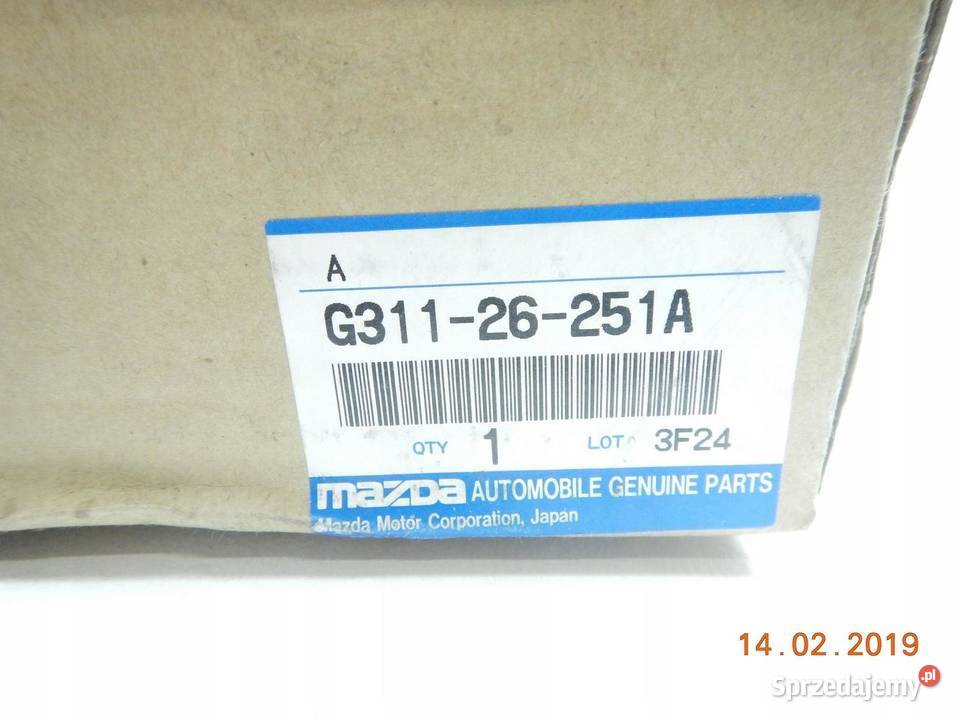 A
G311-26-251A
QTY 1 LOT 3F24
mazda AUTOMOBILE GENUINE PARTS
Mazda Motor Corporation, Japan
14.02.2019
Sprzedajemy.pl